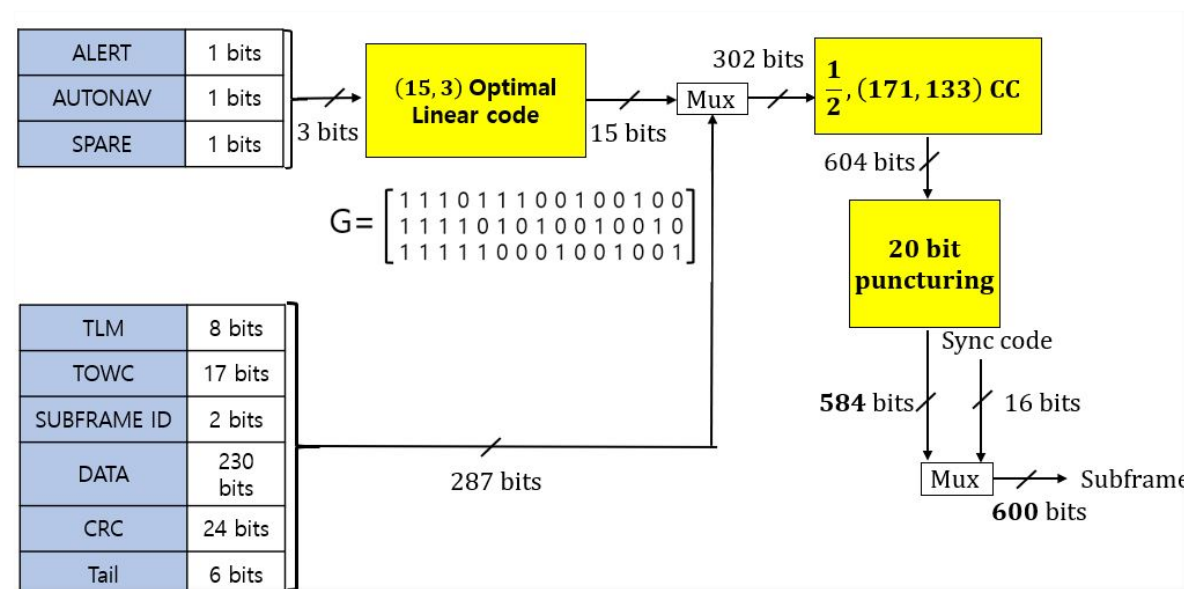 ALERT 1 bits
AUTONAV 1 bits
SPARE 1 bits
3 bits
(15, 3) Optimal
Linear code
15 bits
Mux
302 bits
1/2, (171, 133) CC
604 bits
G= [1 1 1 0 1 1 1 0 0 1 0 0 1 0 0
1 1 1 1 0 1 0 1 0 0 1 0 0 1 0
1 1 1 1 1 0 0 0 1 0 0 1 0 0 1]
20 bit
puncturing
Sync code
584 bits
16 bits
TLM 8 bits
TOWC 17 bits
SUBFRAME ID 2 bits
DATA 230
bits
CRC 24 bits
Tail 6 bits
287 bits
Mux
Subframe
600 bits